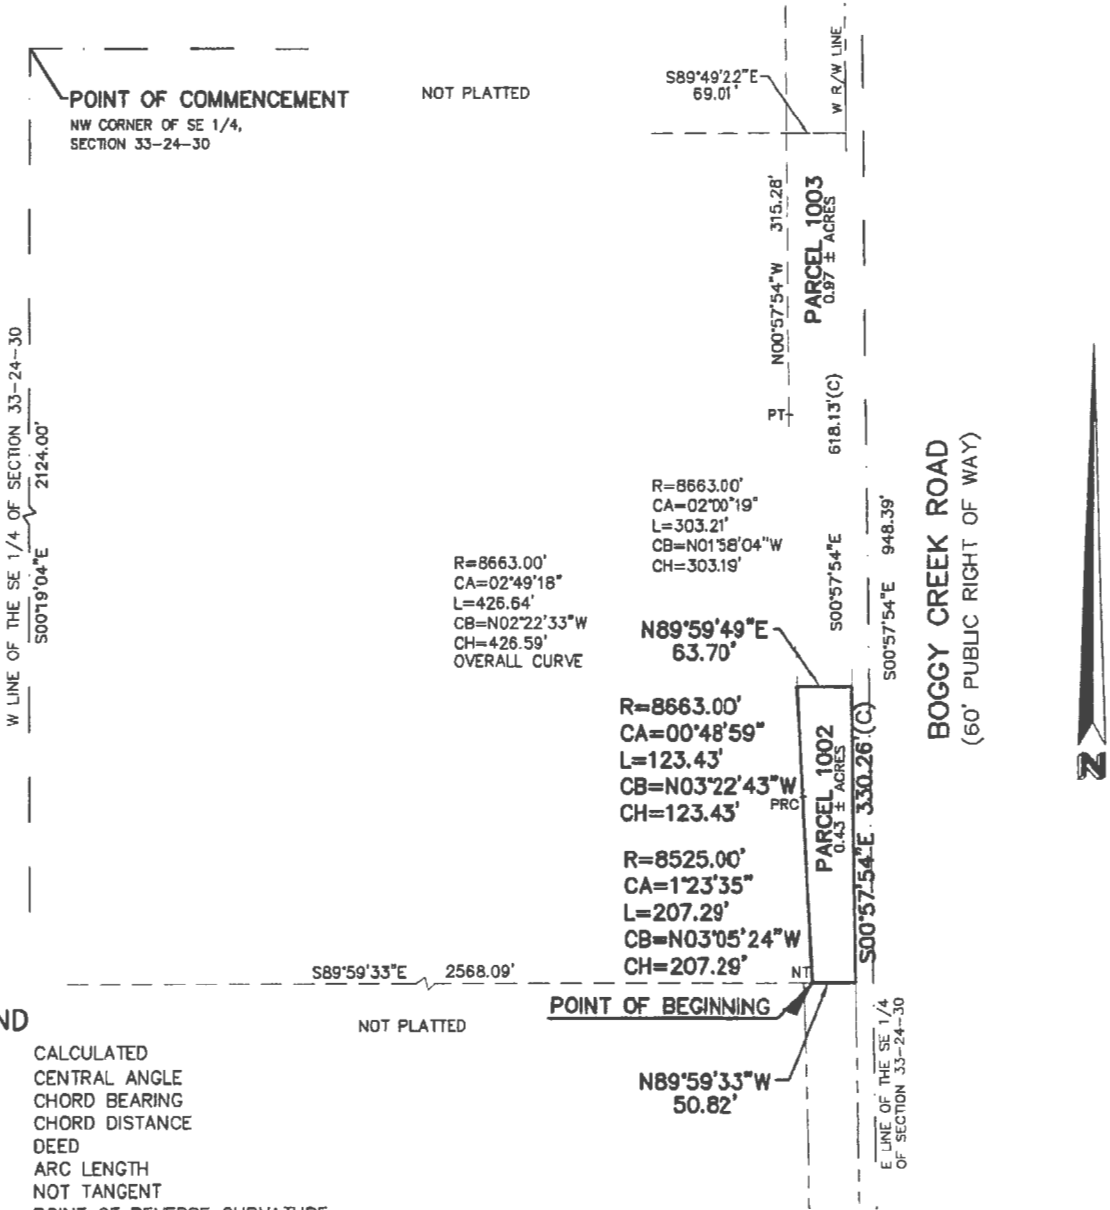 POINT OF COMMENCEMENT
NW CORNER OF SE 1/4,
SECTION 33-24-30
NOT PLATTED
S89°49'22"E
69.01'
W R/W LINE
N00°57'54"W 315.28'
PARCEL 1003
0.97 ± ACRES
PT
618.13'(C)
S00°57'54"E
W LINE OF THE SE 1/4 OF SECTION 33-24-30
S00°19'04"E 2124.00'
R=8663.00'
CA=02°00'19"
L=303.21'
CB=N01°58'04"W
CH=303.19'
R=8663.00'
CA=02°49'18"
L=426.64'
CB=N02°22'33"W
CH=426.59'
OVERALL CURVE
S00°57'54"E 948.39'
BOGGY CREEK ROAD
(60' PUBLIC RIGHT OF WAY)
N
N89°59'49"E
63.70'
R=8663.00'
CA=00°48'59"
L=123.43'
CB=N03°22'43"W
CH=123.43'
PRC
PARCEL 1002
0.43 ± ACRES
S00°57'54"E 330.26'(C)
R=8525.00'
CA=1°23'35"
L=207.29'
CB=N03°05'24"W
CH=207.29'
NT
S89°59'33"E 2568.09'
POINT OF BEGINNING
NOT PLATTED
N89°59'33"W
50.82'
E LINE OF THE SE 1/4
OF SECTION 33-24-30
ND
CALCULATED
CENTRAL ANGLE
CHORD BEARING
CHORD DISTANCE
DEED
ARC LENGTH
NOT TANGENT
POINT OF REVERSE CURVATURE